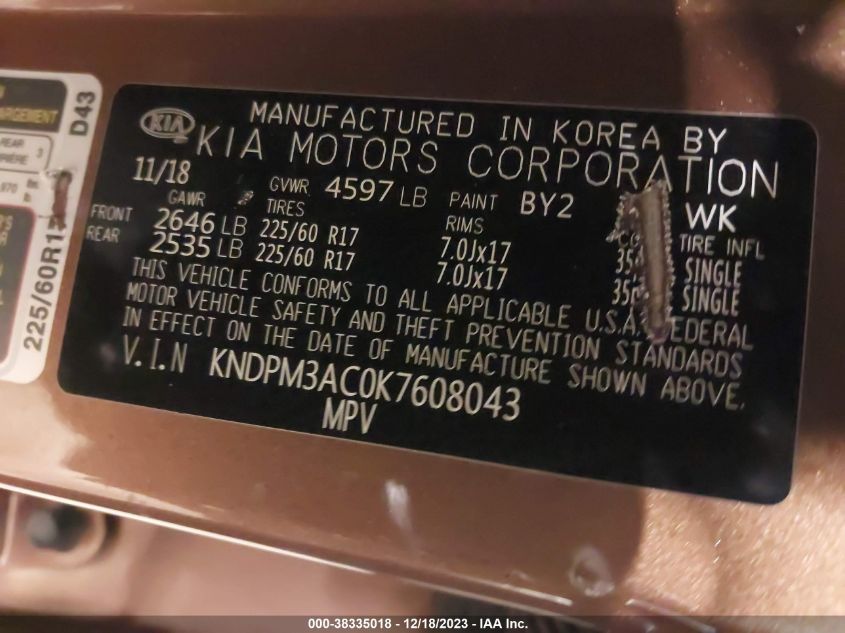 KIA
MANUFACTURED IN KOREA BY
KIA MOTORS CORPORATION
11/18
GAWR GVWR 4597 LB PAINT BY2 WK
TIRES RIMS TIRE INFL
FRONT 2646 LB 225/60 R17 7.0Jx17 SINGLE
REAR 2535 LB 225/60 R17 7.0Jx17 SINGLE
THIS VEHICLE CONFORMS TO ALL APPLICABLE U.S.A. FEDERAL
MOTOR VEHICLE SAFETY AND THEFT PREVENTION STANDARDS
IN EFFECT ON THE DATE OF MANUFACTURE SHOWN ABOVE.
V.I.N KNDPM3AC0K7608043
MPV
D43
REAR
3
225/60R1
000-38335018 - 12/18/2023 - IAA Inc.